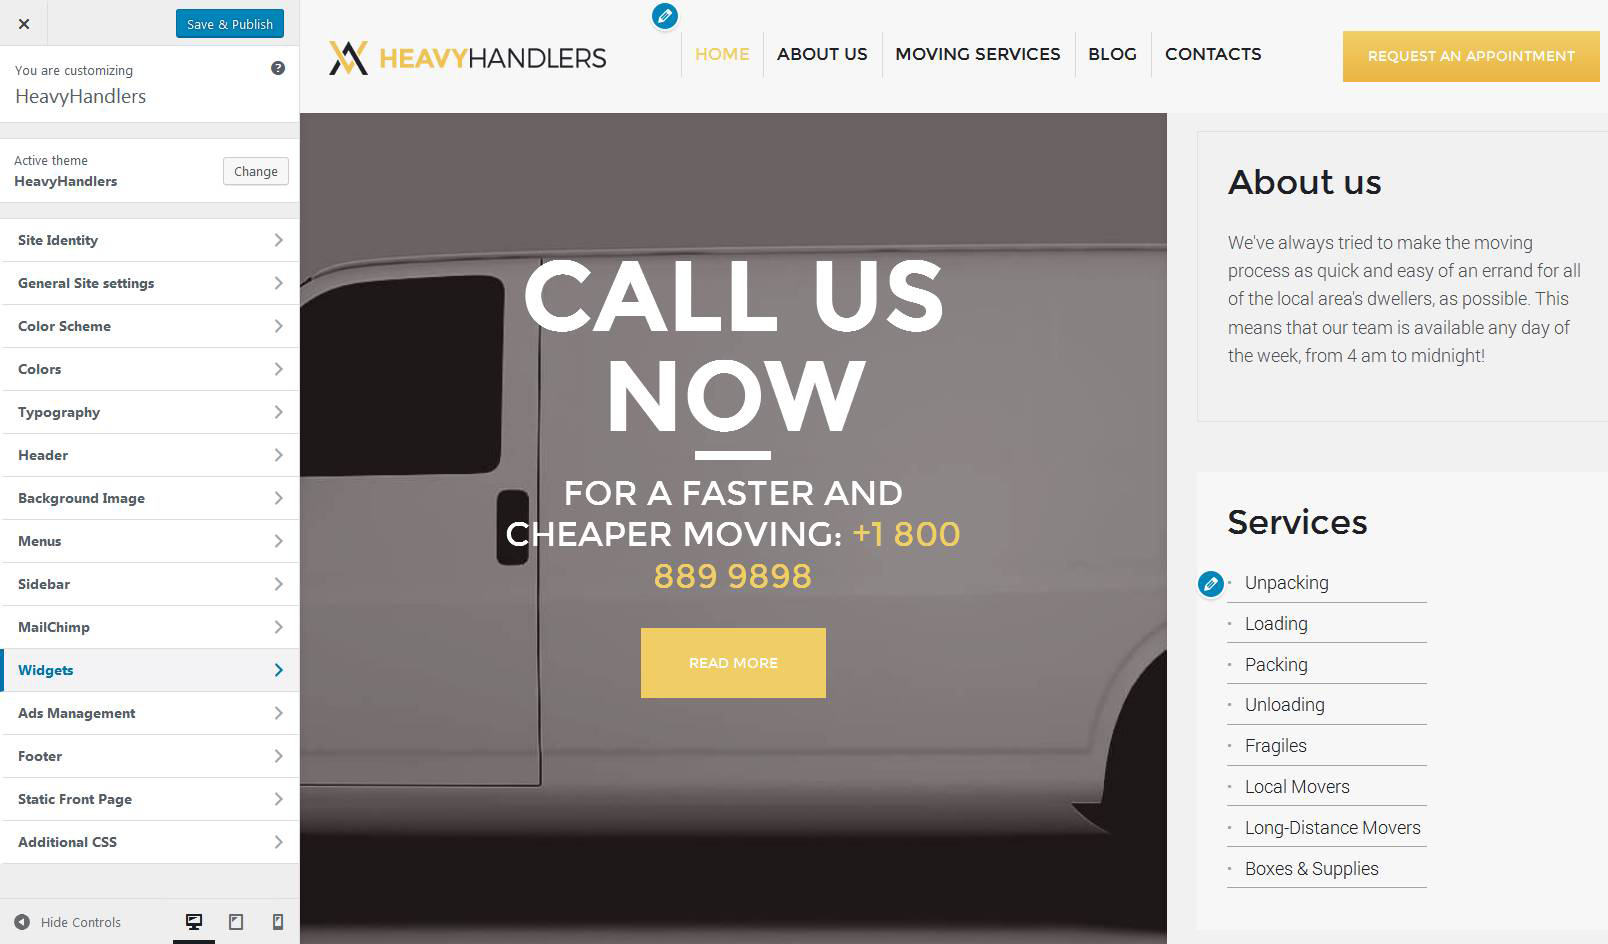 Save & Publish
You are customizing
HeavyHandlers
Active theme
HeavyHandlers
Change
Site Identity
General Site settings
Color Scheme
Colors
Typography
Header
Background Image
Menus
Sidebar
MailChimp
Widgets
Ads Management
Footer
Static Front Page
Additional CSS
Hide Controls
HEAVYHANDLERS
HOME
ABOUT US
MOVING SERVICES
BLOG
CONTACTS
REQUEST AN APPOINTMENT
CALL US
NOW
FOR A FASTER AND
CHEAPER MOVING: +1 800
889 9898
READ MORE
About us
We've always tried to make the moving
process as quick and easy of an errand for all
of the local area's dwellers, as possible. This
means that our team is available any day of
the week, from 4 am to midnight!
Services
Unpacking
Loading
Packing
Unloading
Fragiles
Local Movers
Long-Distance Movers
Boxes & Supplies